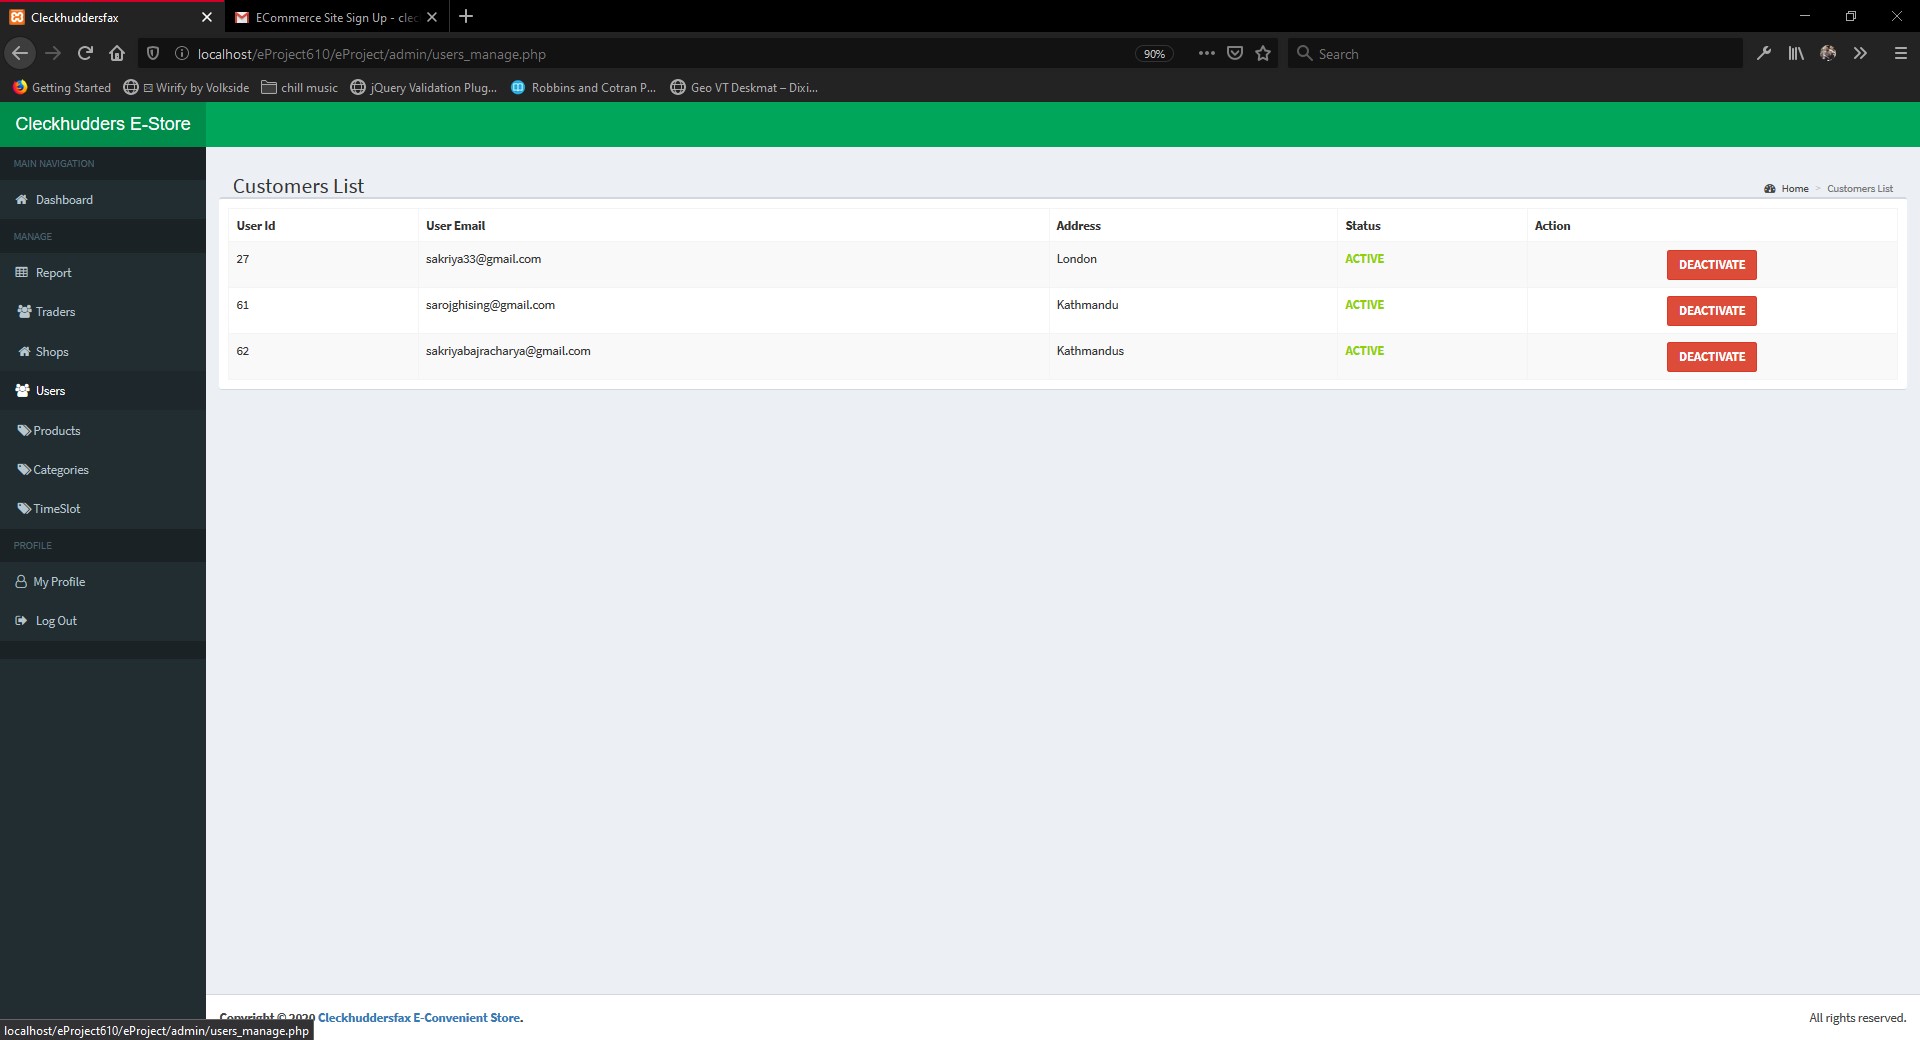 Cleckhuddersfax
ECommerce Site Sign Up - clec
localhost/eProject610/eProject/admin/users_manage.php
90%
Search
Getting Started
Wirify by Volkside
chill music
jQuery Validation Plug...
Robbins and Cotran P...
Geo VT Deskmat – Dixi...
Cleckhudders E-Store
MAIN NAVIGATION
Dashboard
MANAGE
Report
Traders
Shops
Users
Products
Categories
TimeSlot
PROFILE
My Profile
Log Out
Customers List
Home > Customers List
User Id User Email Address Status Action
27 sakriya33@gmail.com London ACTIVE DEACTIVATE
61 sarojghising@gmail.com Kathmandu ACTIVE DEACTIVATE
62 sakriyabajracharya@gmail.com Kathmandus ACTIVE DEACTIVATE
Copyright © 2020 Cleckhuddersfax E-Convenient Store.
All rights reserved.
localhost/eProject610/eProject/admin/users_manage.php